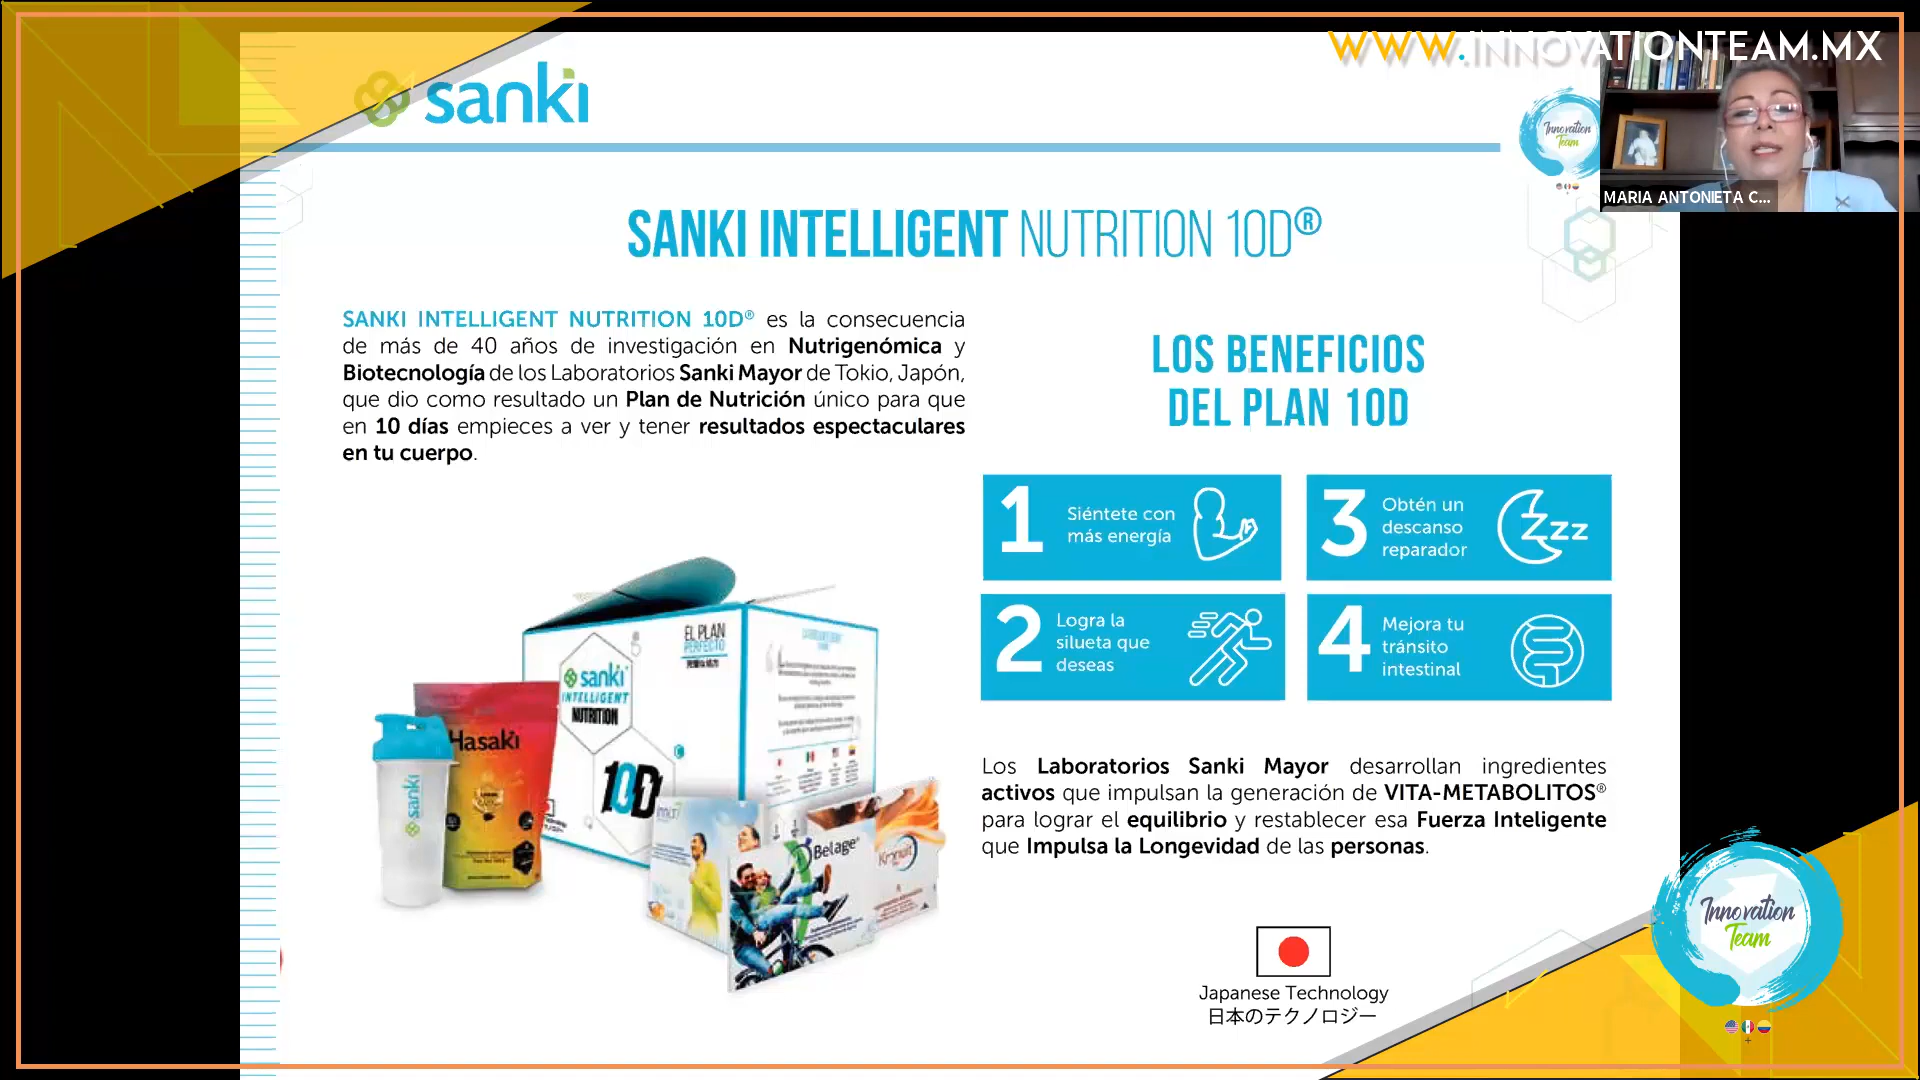 WWW.INNOVATIONTEAM.MX
sanki
Innovation
Team
MARIA ANTONIETA C...
SANKI INTELLIGENT NUTRITION 10D®
SANKI INTELLIGENT NUTRITION 10D® es la consecuencia
de más de 40 años de investigación en Nutrigenómica y
Biotecnología de los Laboratorios Sanki Mayor de Tokio, Japón,
que dio como resultado un Plan de Nutrición único para que
en 10 días empieces a ver y tener resultados espectaculares
en tu cuerpo.
LOS BENEFICIOS
DEL PLAN 10D
1
Siéntete con
más energía
3
Obtén un
descanso
reparador
Zzzz
2
Logra la
silueta que
deseas
4
Mejora tu
tránsito
intestinal
EL PLAN
PERFECTO
sanki
INTELLIGENT
NUTRITION
10D
Hasaki
sanki
Belage
Kronuit
Los Laboratorios Sanki Mayor desarrollan ingredientes
activos que impulsan la generación de VITA-METABOLITOS®
para lograr el equilibrio y restablecer esa Fuerza Inteligente
que Impulsa la Longevidad de las personas.
Japanese Technology
日本のテクノロジー
Innovation
Team